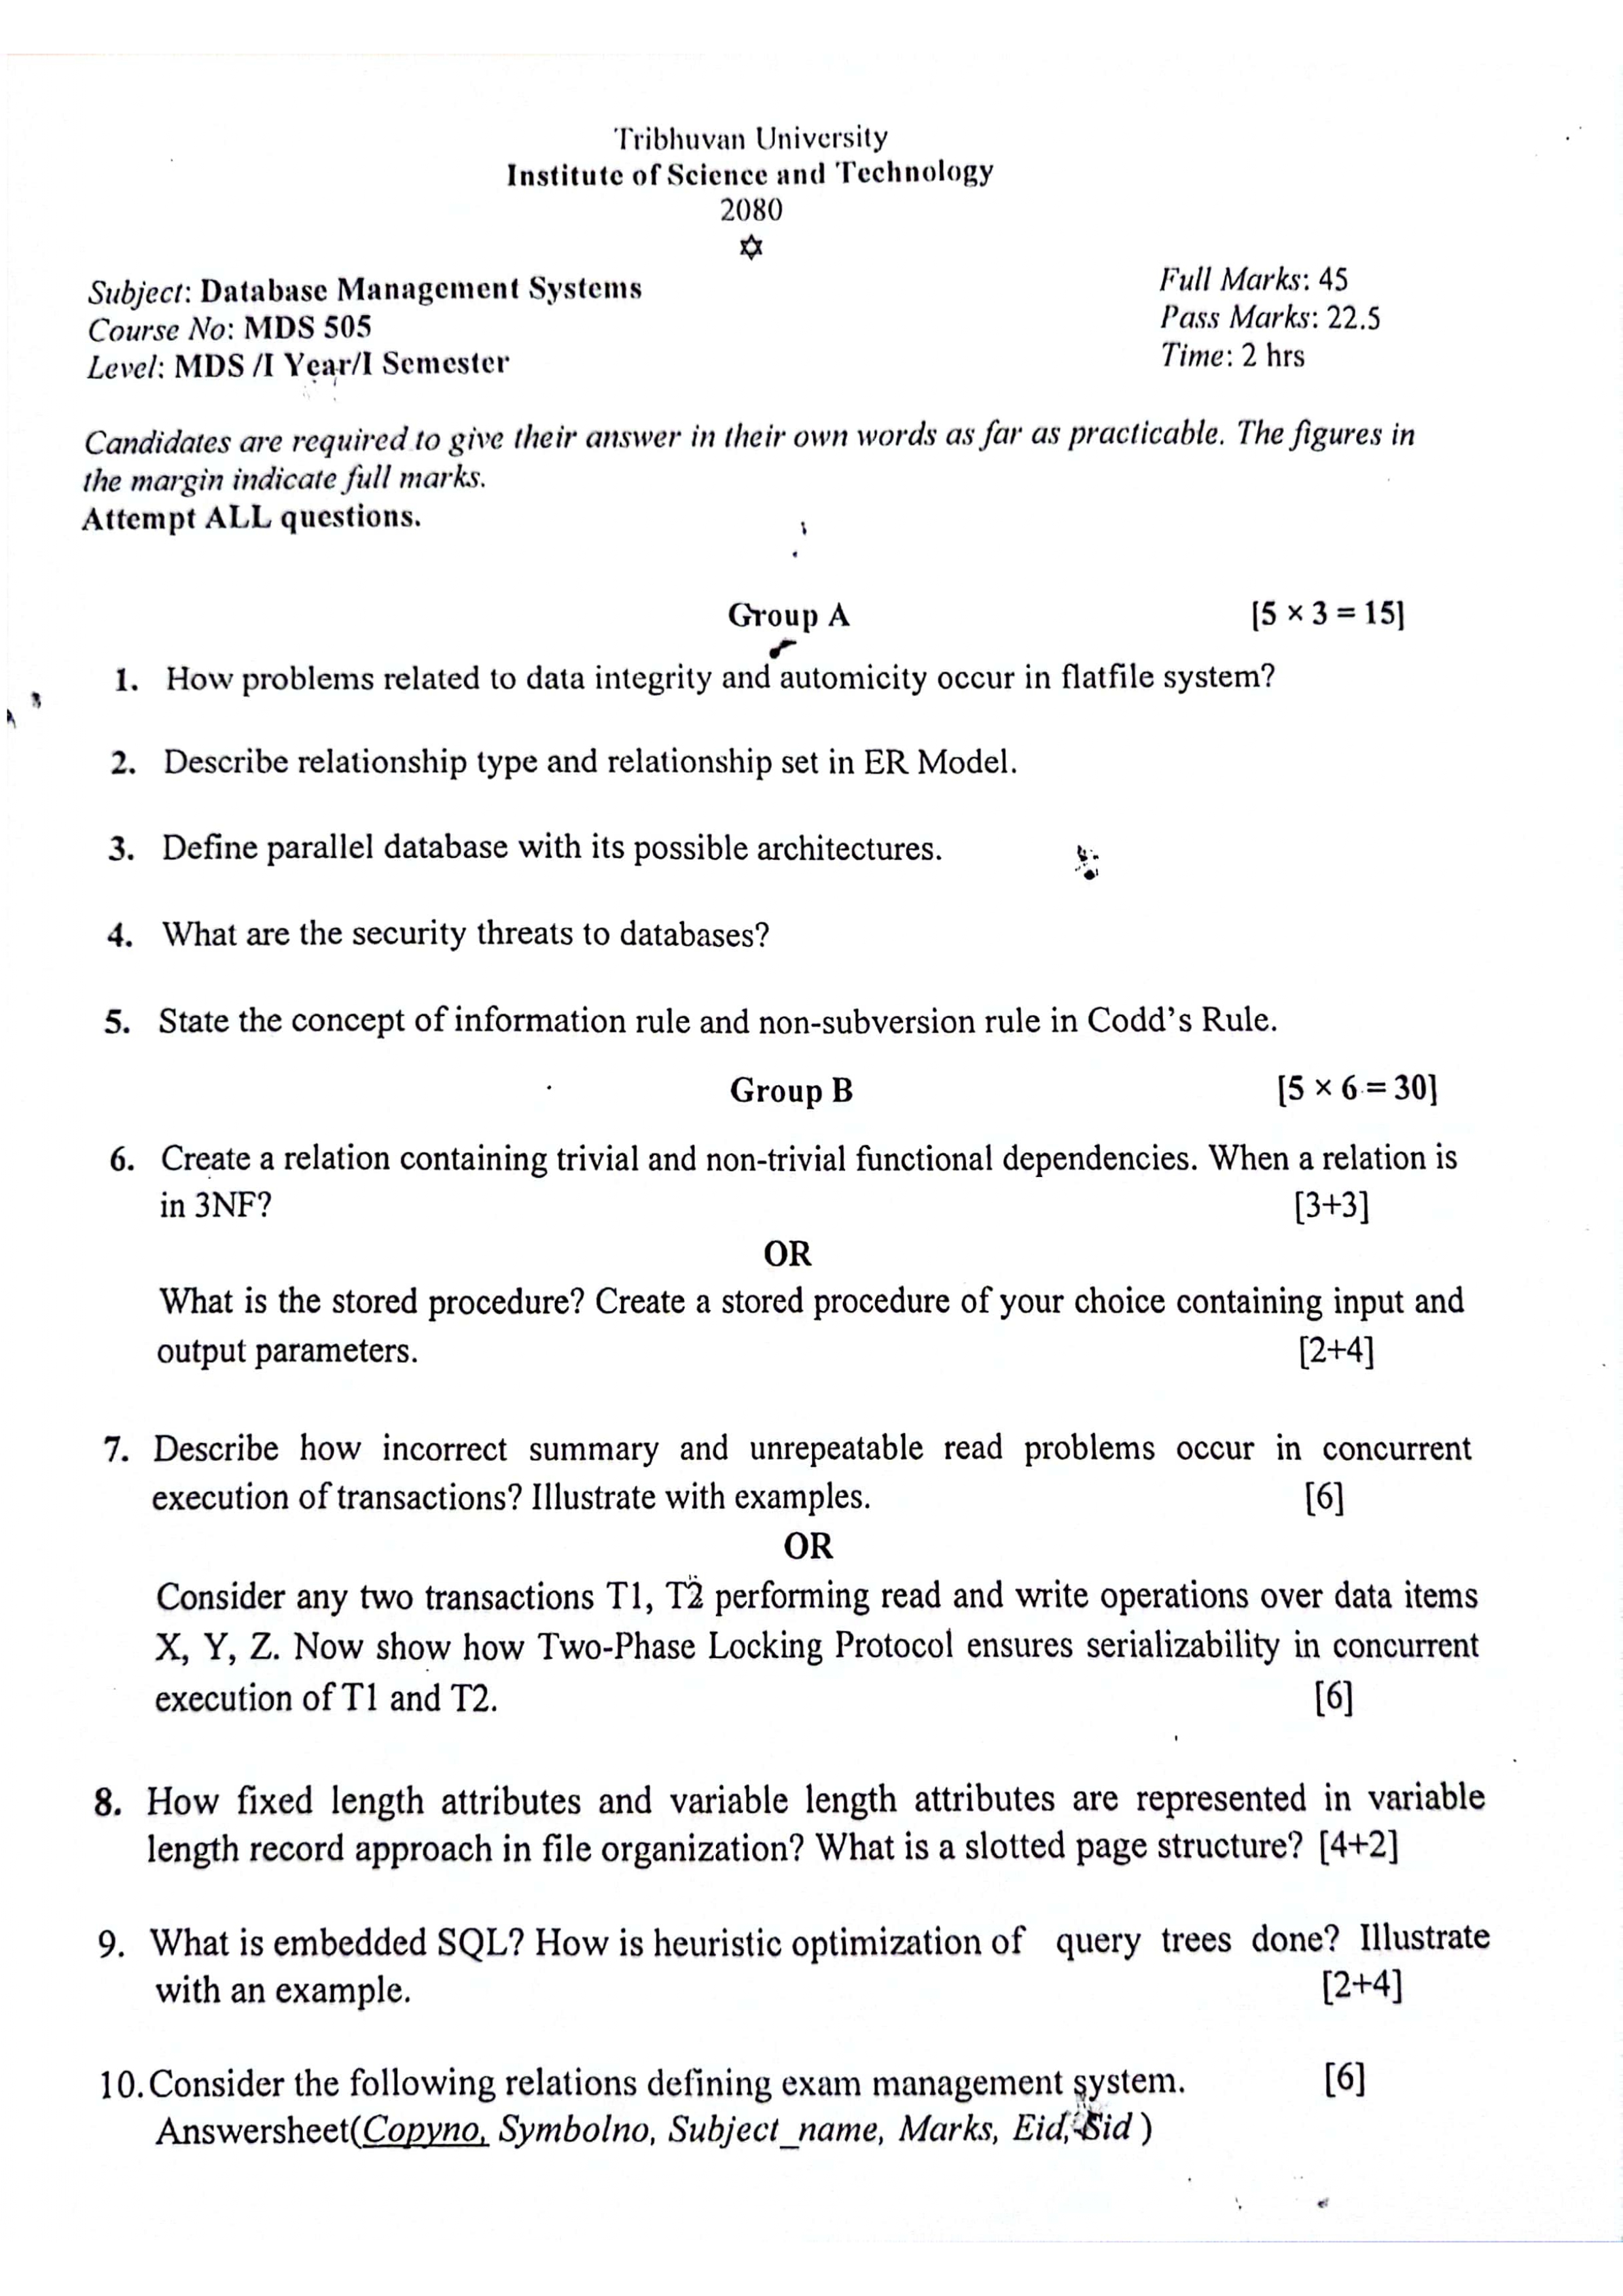 Tribhuvan University
Institute of Science and Technology
2080
Subject: Database Management Systems
Full Marks: 45
Course No: MDS 505
Pass Marks: 22.5
Level: MDS /I Year/I Semester
Time: 2 hrs
Candidates are required to give their answer in their own words as far as practicable. The figures in
the margin indicate full marks.
Attempt ALL questions.
Group A [5 × 3 = 15]
1. How problems related to data integrity and automicity occur in flatfile system?
2. Describe relationship type and relationship set in ER Model.
3. Define parallel database with its possible architectures.
4. What are the security threats to databases?
5. State the concept of information rule and non-subversion rule in Codd's Rule.
Group B [5 × 6 = 30]
6. Create a relation containing trivial and non-trivial functional dependencies. When a relation is
in 3NF? [3+3]
OR
What is the stored procedure? Create a stored procedure of your choice containing input and
output parameters. [2+4]
7. Describe how incorrect summary and unrepeatable read problems occur in concurrent
execution of transactions? Illustrate with examples. [6]
OR
Consider any two transactions T1, T2 performing read and write operations over data items
X, Y, Z. Now show how Two-Phase Locking Protocol ensures serializability in concurrent
execution of T1 and T2. [6]
8. How fixed length attributes and variable length attributes are represented in variable
length record approach in file organization? What is a slotted page structure? [4+2]
9. What is embedded SQL? How is heuristic optimization of query trees done? Illustrate
with an example. [2+4]
10. Consider the following relations defining exam management system. [6]
Answersheet(Copyno, Symbolno, Subject_name, Marks, Eid, Sid )